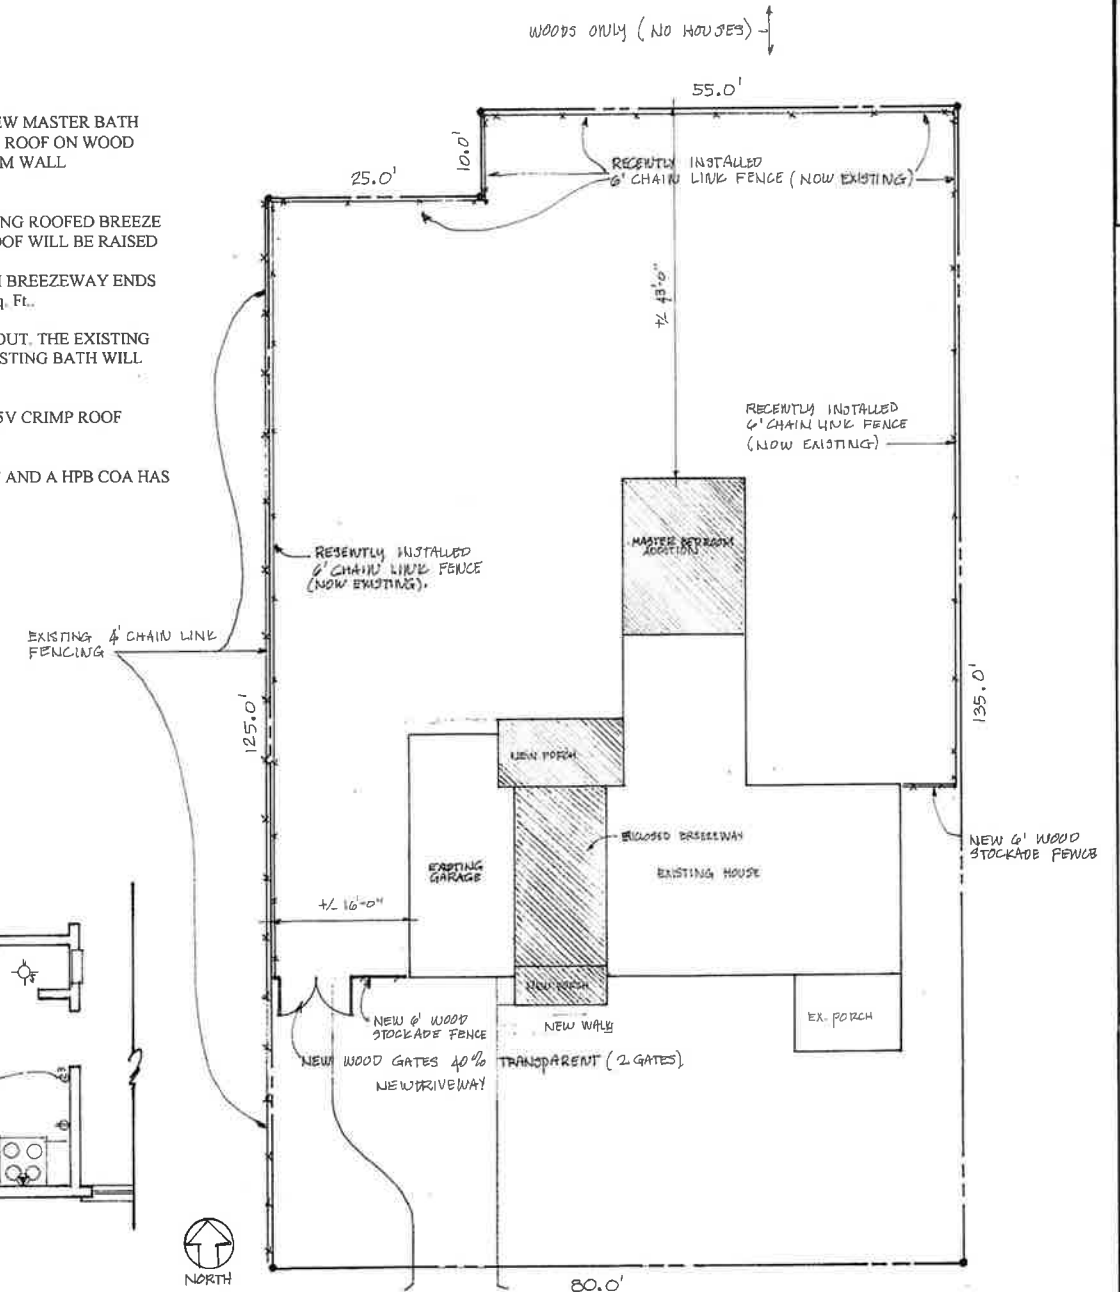 WOODS ONLY (NO HOUSES)
55.0'
EW MASTER BATH
ROOF ON WOOD
M WALL
10.0'
RECENTLY INSTALLED
6' CHAIN LINK FENCE (NOW EXISTING)
25.0'
NG ROOFED BREEZE
OOF WILL BE RAISED
H BREEZEWAY ENDS
q. Ft..
+/- 43'-0"
OUT. THE EXISTING
STING BATH WILL
5V CRIMP ROOF
RECENTLY INSTALLED
6' CHAIN LINK FENCE
(NOW EXISTING)
AND A HPB COA HAS
MASTER BEDROOM
ADDITION
RESENTLY INSTALLED
6' CHAIN LINK FENCE
(NOW EXISTING).
EXISTING 4' CHAIN LINK
FENCING
125.0'
135.0'
NEW PORCH
ENCLOSED BREEZEWAY
NEW 6' WOOD
STOCKADE FENCE
EXISTING
GARAGE
EXISTING HOUSE
+/- 16'-0"
NEW PORCH
EX. PORCH
NEW 6' WOOD
STOCKADE FENCE
NEW WALK
NEW WOOD GATES 40% TRANSPARENT (2 GATES)
NEW DRIVEWAY
NORTH
80.0'